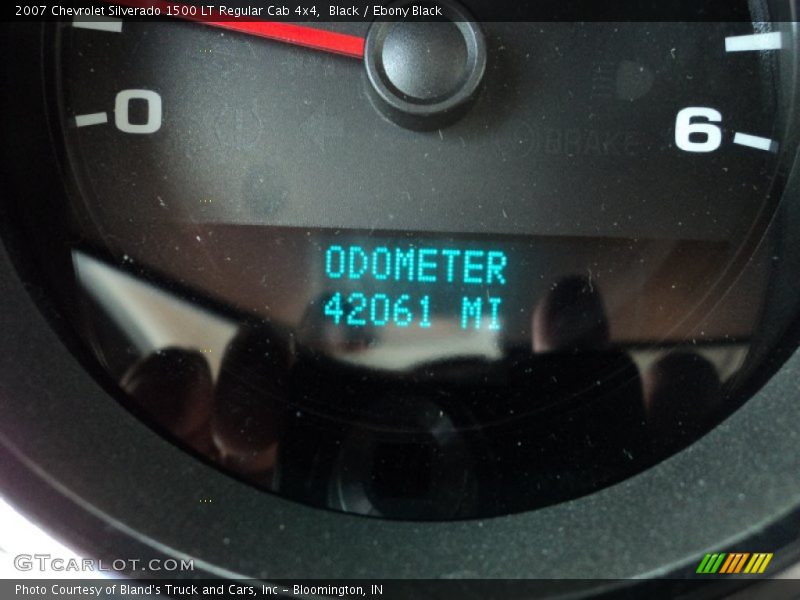 2007 Chevrolet Silverado 1500 LT Regular Cab 4x4,  Black / Ebony Black
0
6
BRAKE
ODOMETER
42061 MI
GTCARLOT.COM
Photo Courtesy of Bland's Truck and Cars, Inc – Bloomington, IN